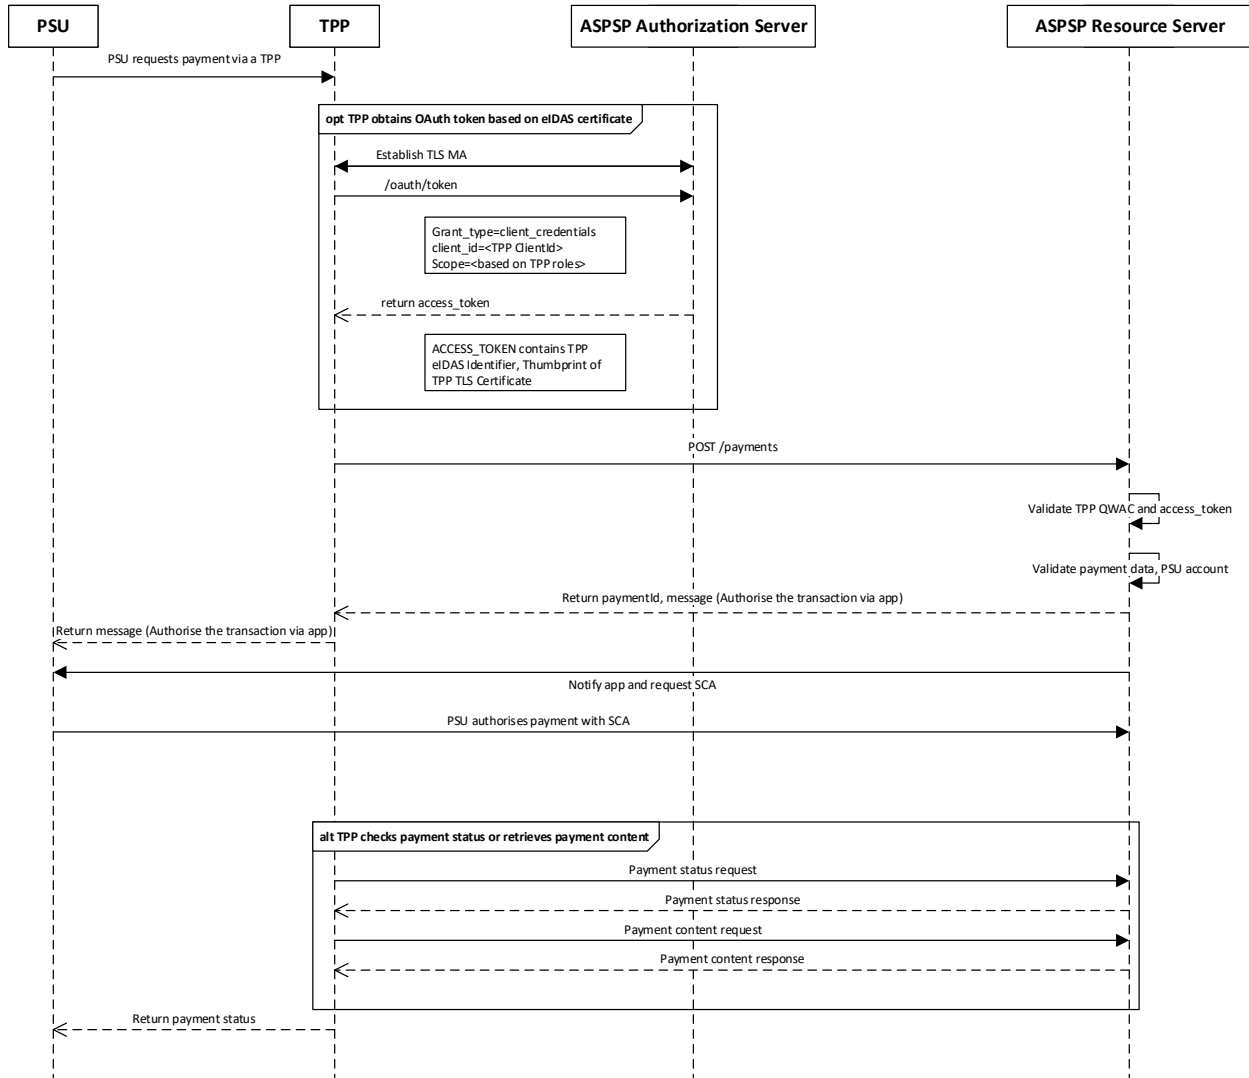 PSU
TPP
ASPSP Authorization Server
ASPSP Resource Server
PSU requests payment via a TPP
opt TPP obtains OAuth token based on eIDAS certificate
Establish TLS MA
/oauth/token
Grant_type=client_credentials
client_id=<TPP ClientId>
Scope=<based on TPP roles>
return access_token
ACCESS_TOKEN contains TPP
eIDAS Identifier, Thumbprint of
TPP TLS Certificate
POST /payments
Validate TPP QWAC and access_token
Validate payment data, PSU account
Return paymentId, message (Authorise the transaction via app)
Return message (Authorise the transaction via app)
Notify app and request SCA
PSU authorises payment with SCA
alt TPP checks payment status or retrieves payment content
Payment status request
Payment status response
Payment content request
Payment content response
Return payment status